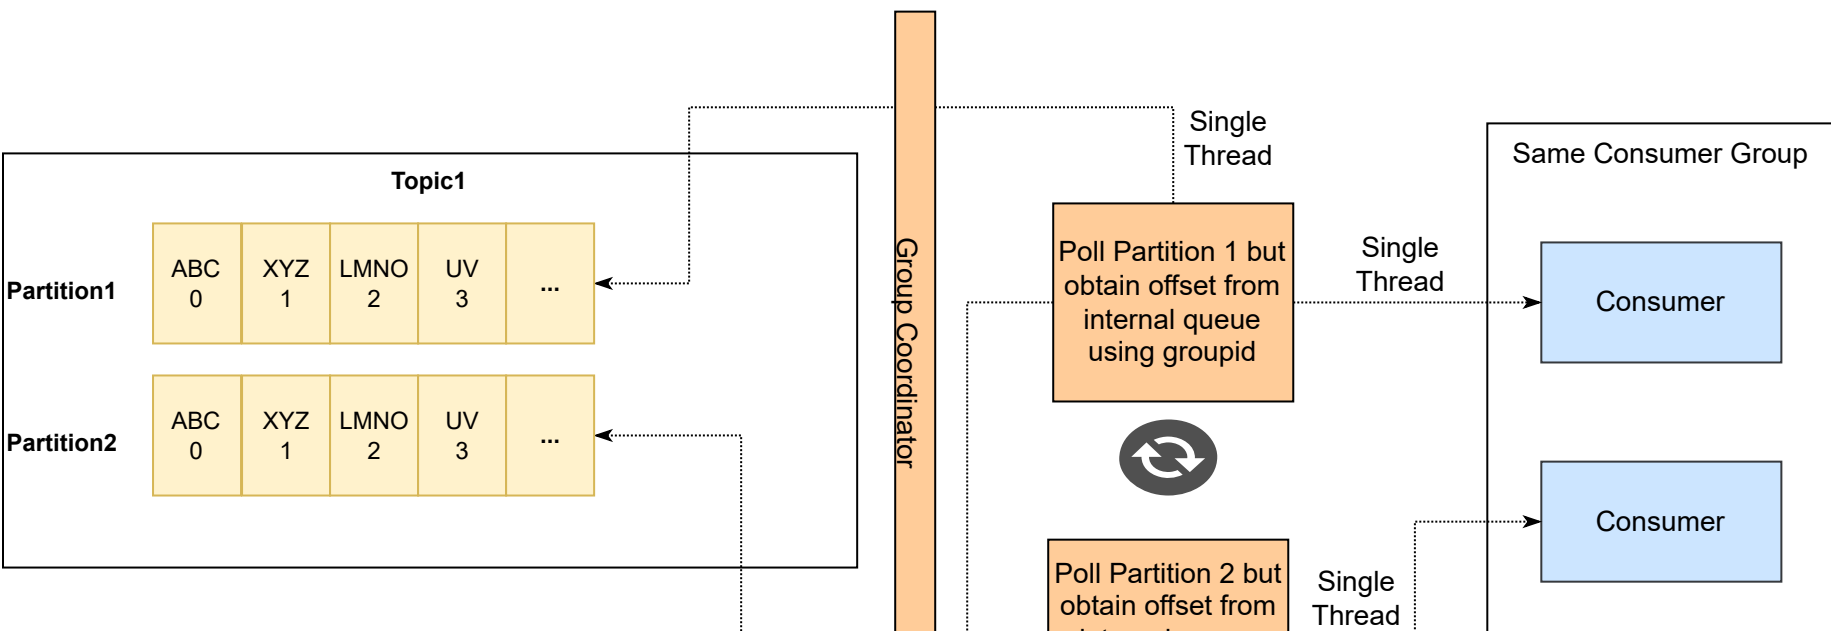 Topic1
Partition1
ABC
0
XYZ
1
LMNO
2
UV
3
...
Partition2
ABC
0
XYZ
1
LMNO
2
UV
3
...
Group Coordinator
Single
Thread
Poll Partition 1 but
obtain offset from
internal queue
using groupid
Single
Thread
Poll Partition 2 but
obtain offset from
Single
Thread
Same Consumer Group
Consumer
Consumer